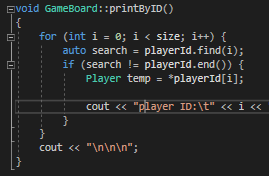 void GameBoard::printByID()
{
for (int i = 0; i < size; i++) {
auto search = playerId.find(i);
if (search != playerId.end()) {
Player temp = *playerId[i];
cout << "player ID:\t" << i <<
}
}
cout << "\n\n\n";
}